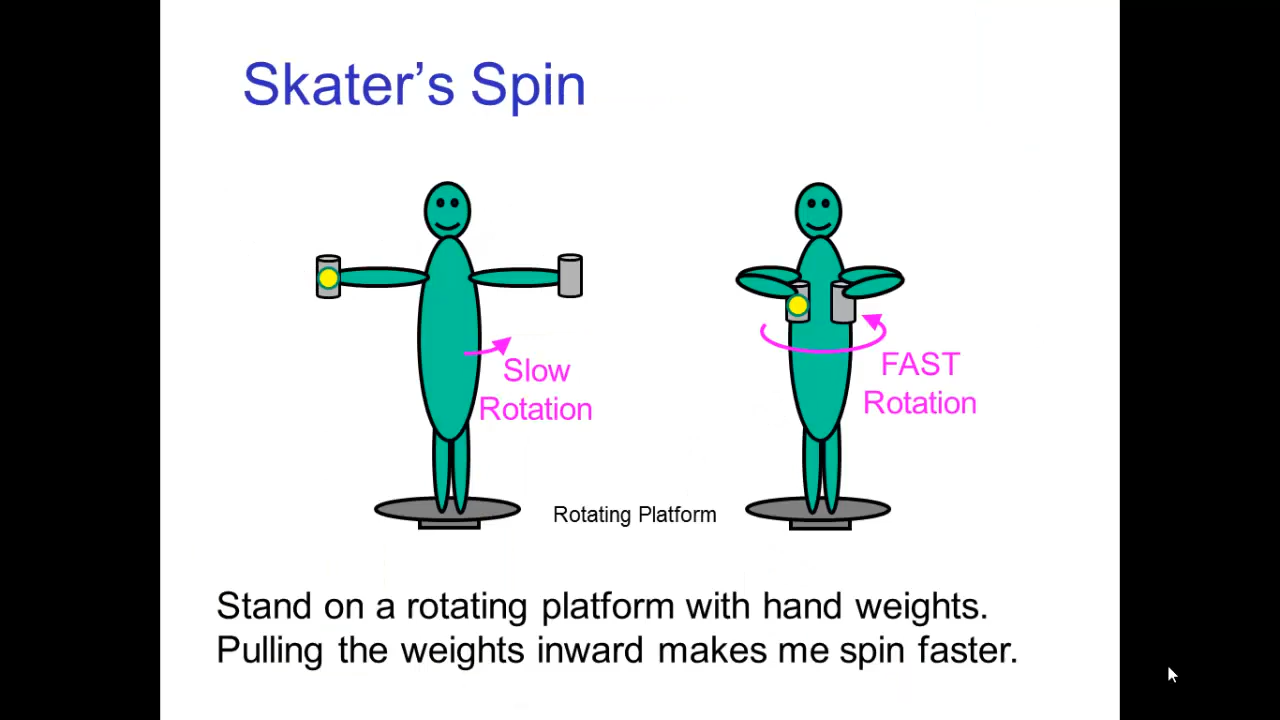 Skater’s Spin
Slow
Rotation
FAST
Rotation
Rotating Platform
Stand on a rotating platform with hand weights.
Pulling the weights inward makes me spin faster.